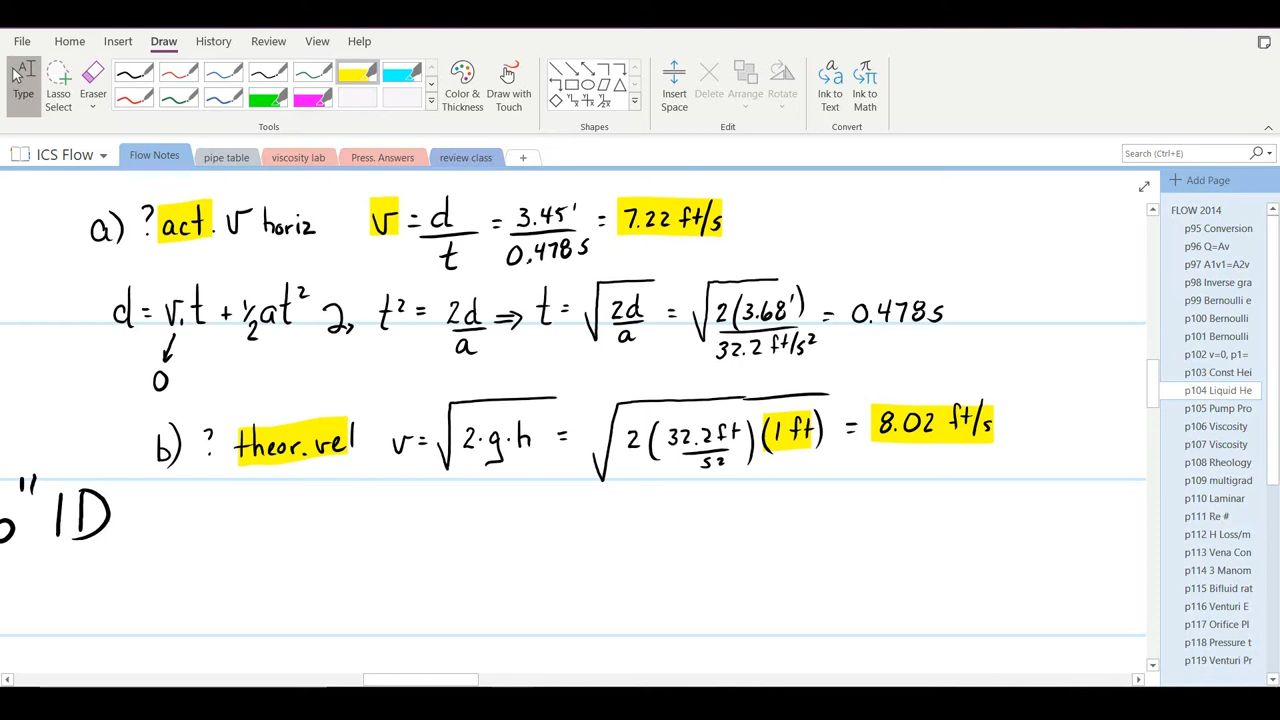 File Home Insert Draw History Review View Help
Type Lasso Select Eraser Color & Thickness Draw with Touch Insert Space Delete Arrange Rotate Ink to Text Ink to Math
Tools Shapes Edit Convert
ICS Flow Flow Notes pipe table viscosity lab Press. Answers review class + Search (Ctrl+E)
+ Add Page
FLOW 2014
p95 Conversion
p96 Q=Av
p97 A1v1=A2v
p98 Inverse gra
p99 Bernoulli e
p100 Bernoulli
p101 Bernoulli
p102 v=0, p1=
p103 Const Hei
p104 Liquid He
p105 Pump Pro
p106 Viscosity
p107 Viscosity
p108 Rheology
p109 multigrad
p110 Laminar
p111 Re #
p112 H Loss/m
p113 Vena Con
p114 3 Manom
p115 Bifluid rat
p116 Venturi E
p117 Orifice Pl
p118 Pressure t
p119 Venturi Pr
a) ? act. v horiz v = d/t = 3.45'/0.478s = 7.22 ft/s
d = v₁t + ½at² t² = 2d/a ⇒ t = √(2d/a) = √(2(3.68')/32.2 ft/s²) = 0.478s
0
b) ? theor. vel v = √(2·g·h) = √(2(32.2ft/s²)(1 ft)) = 8.02 ft/s
" ID